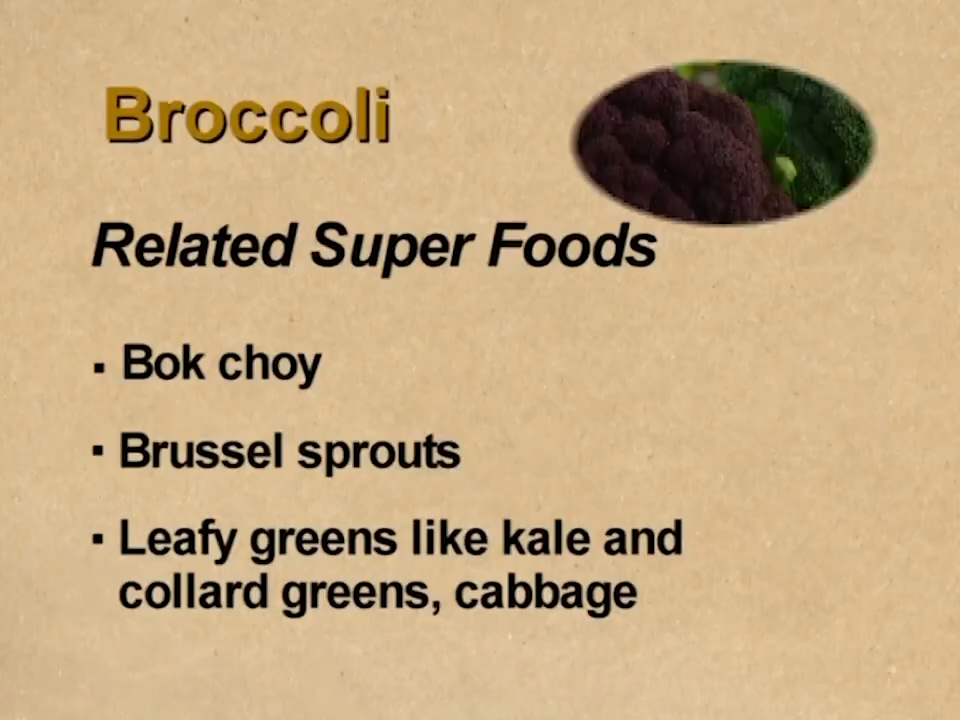 Broccoli
Related Super Foods
▪ Bok choy
▪ Brussel sprouts
▪ Leafy greens like kale and
collard greens, cabbage